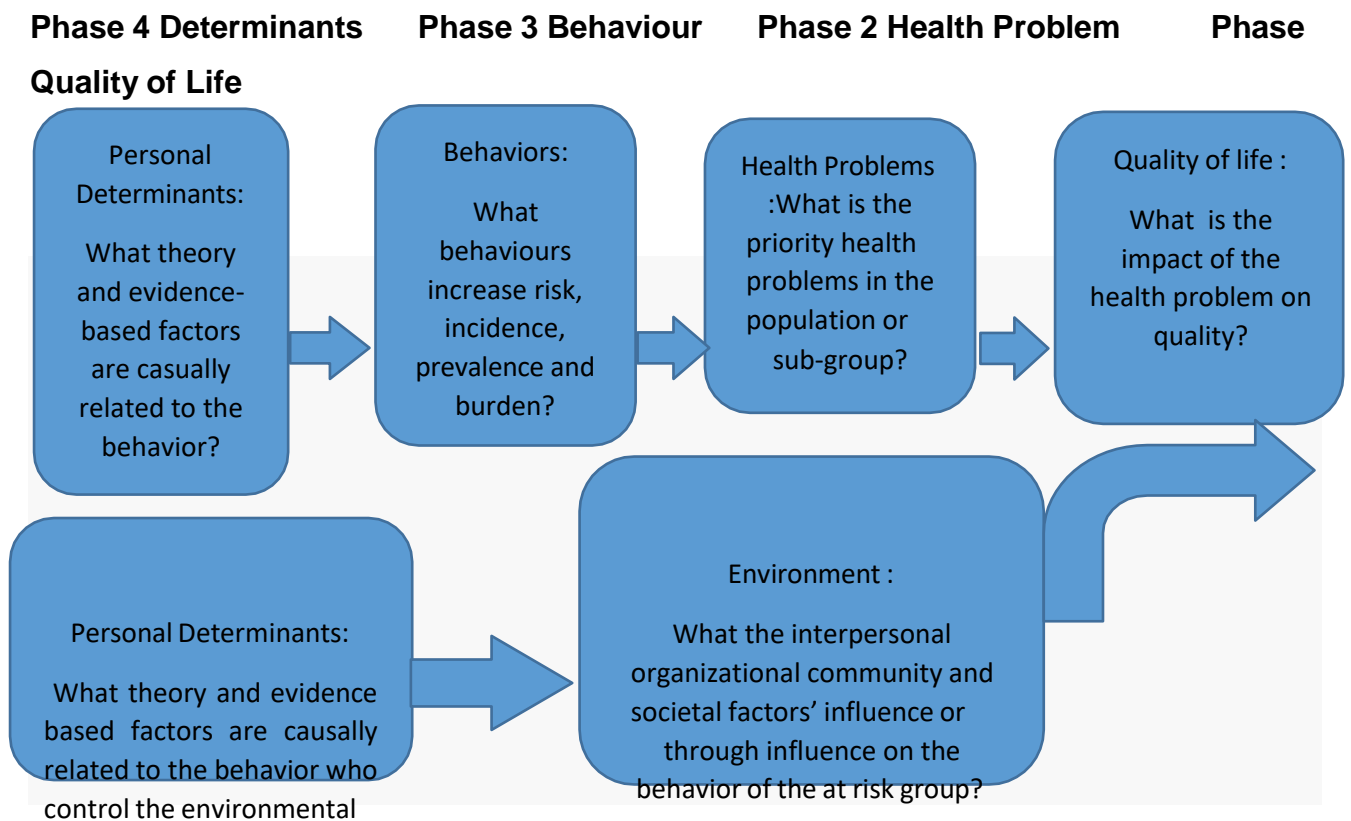 Phase 4 Determinants Phase 3 Behaviour Phase 2 Health Problem Phase
Quality of Life
Personal
Determinants:
What theory
and evidence-
based factors
are casually
related to the
behavior?
Behaviors:
What
behaviours
increase risk,
incidence,
prevalence and
burden?
Health Problems
:What is the
priority health
problems in the
population or
sub-group?
Quality of life :
What is the
impact of the
health problem on
quality?
Personal Determinants:
What theory and evidence
based factors are causally
related to the behavior who
control the environmental
Environment :
What the interpersonal
organizational community and
societal factors’ influence or
through influence on the
behavior of the at risk group?